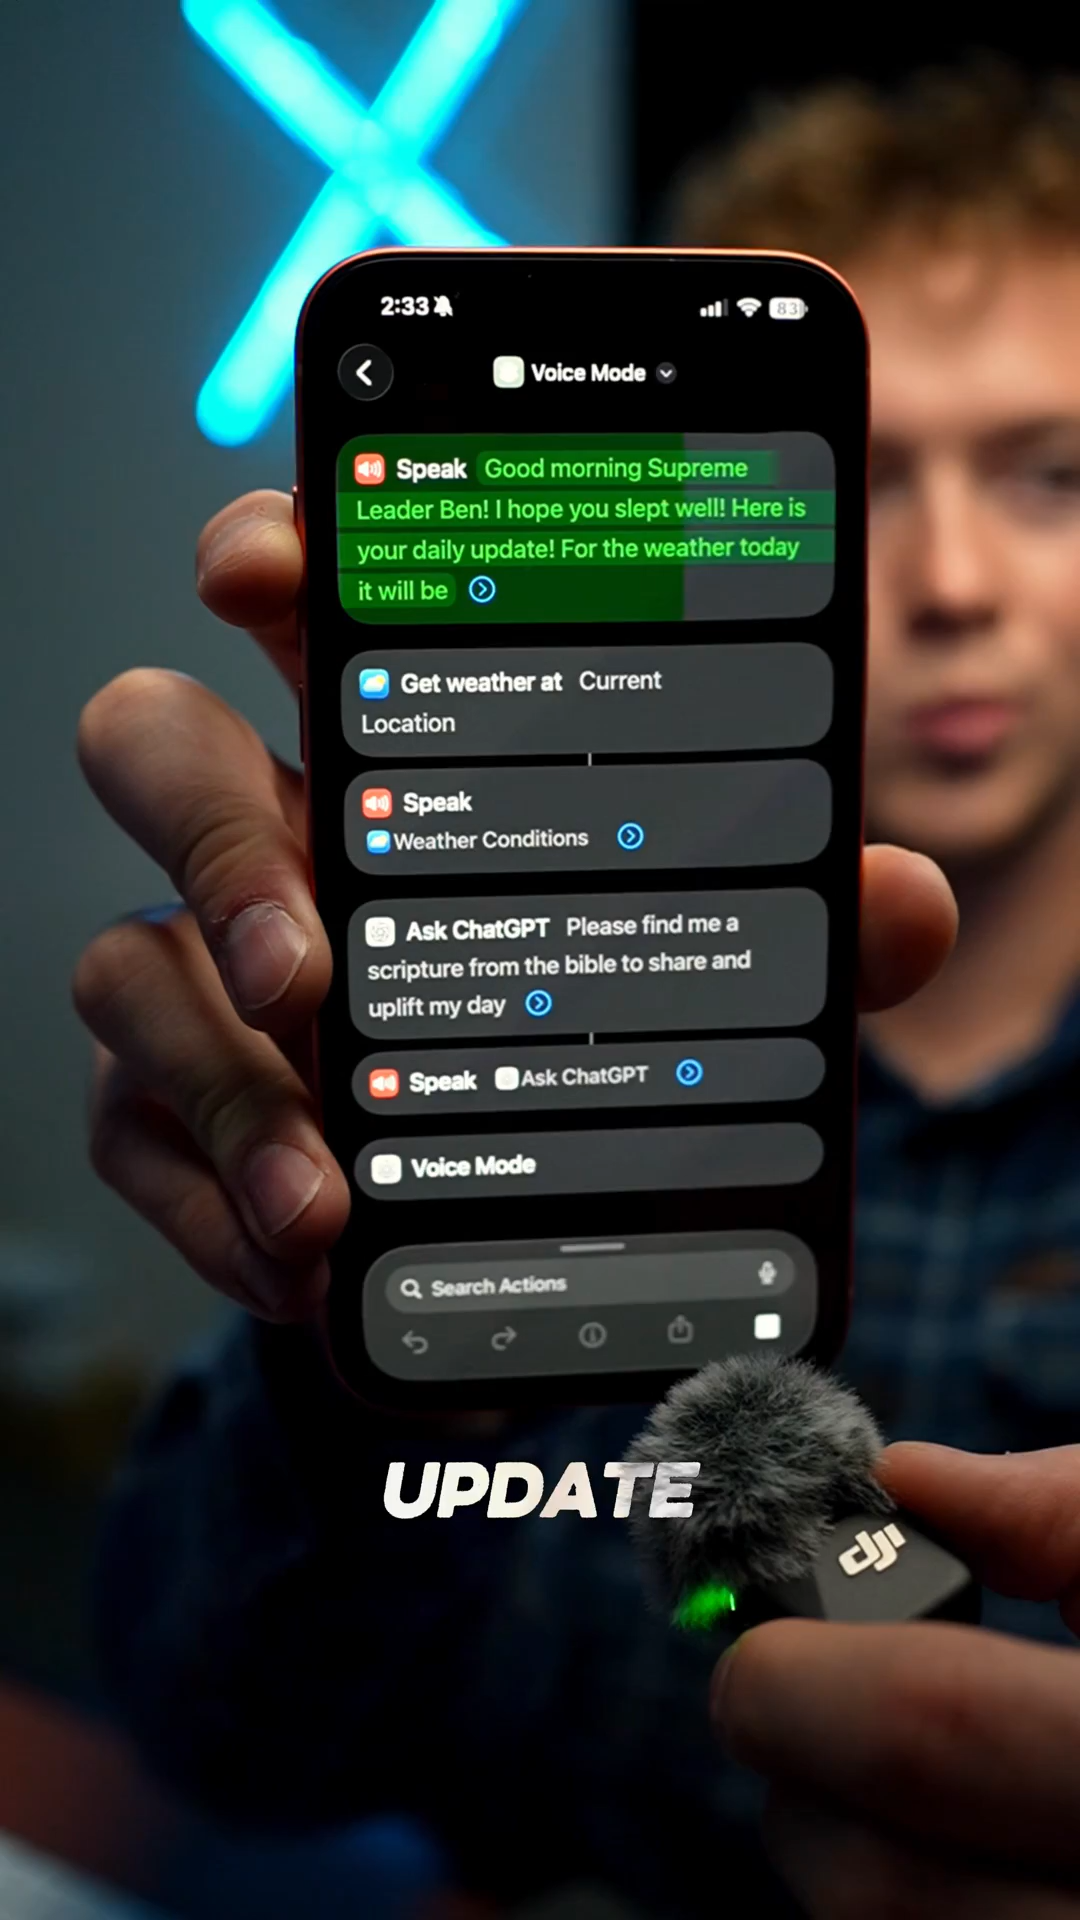 2:33
83
Voice Mode
Speak Good morning Supreme
Leader Ben! I hope you slept well! Here is
your daily update! For the weather today
it will be
Get weather at Current
Location
Speak
Weather Conditions
Ask ChatGPT Please find me a
scripture from the bible to share and
uplift my day
Speak Ask ChatGPT
Voice Mode
Search Actions
UPDATE
dji